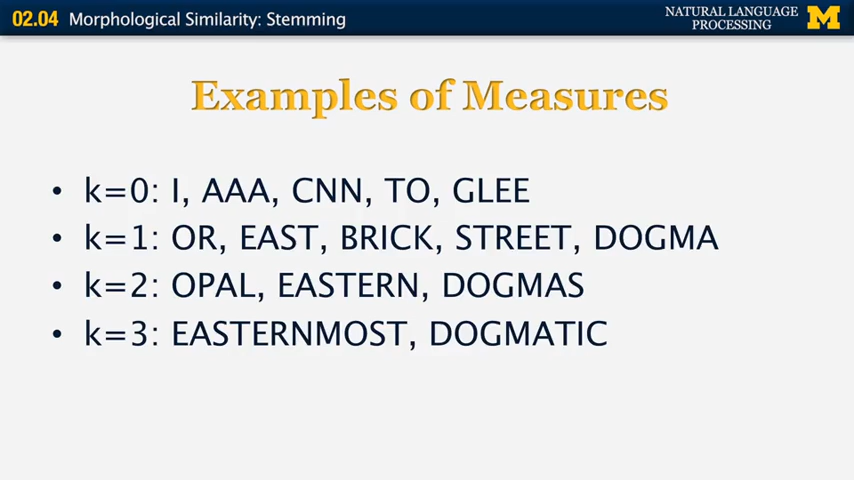 02.04 Morphological Similarity: Stemming
NATURAL LANGUAGE
PROCESSING
M
Examples of Measures
• k=0: I, AAA, CNN, TO, GLEE
• k=1: OR, EAST, BRICK, STREET, DOGMA
• k=2: OPAL, EASTERN, DOGMAS
• k=3: EASTERNMOST, DOGMATIC